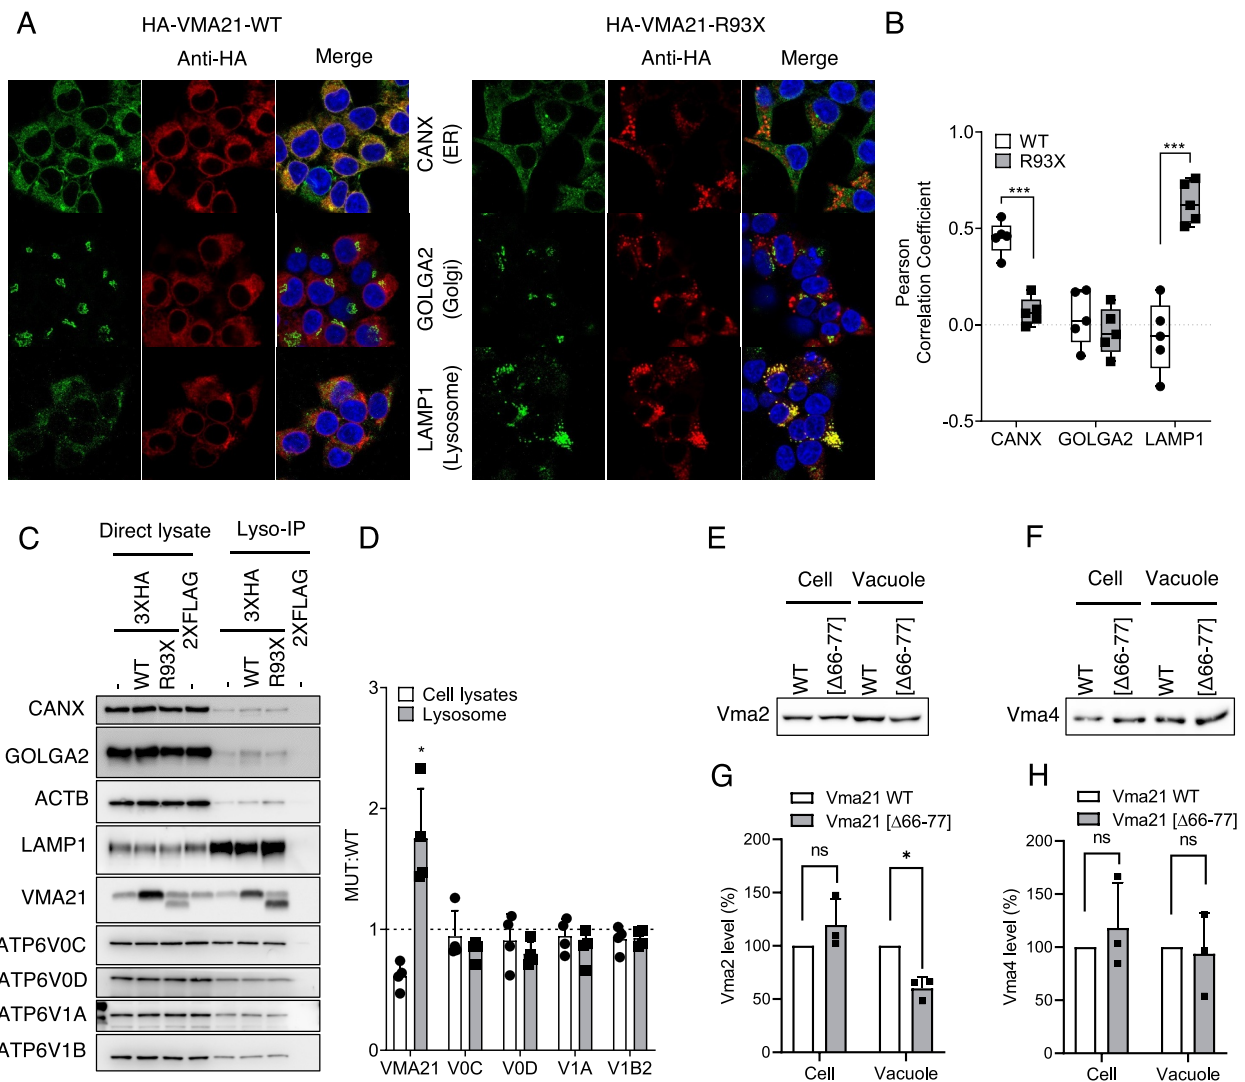 A
HA-VMA21-WT
HA-VMA21-R93X
Anti-HA
Merge
Anti-HA
Merge
CANX
(ER)
GOLGA2
(Golgi)
LAMP1
(Lysosome)
B
WT
R93X
***
***
Pearson
Correlation Coefficient
1.0
0.5
0.0
-0.5
CANX
GOLGA2
LAMP1
C
Direct lysate
Lyso-IP
3XHA
2XFLAG
3XHA
2XFLAG
-
WT
R93X
-
-
WT
R93X
-
CANX
GOLGA2
ACTB
LAMP1
VMA21
ATP6V0C
ATP6V0D
ATP6V1A
ATP6V1B
D
Cell lysates
Lysosome
*
MUT:WT
3
2
1
0
VMA21
V0C
V0D
V1A
V1B2
E
Cell
Vacuole
WT
[Δ66-77]
WT
[Δ66-77]
Vma2
F
Cell
Vacuole
WT
[Δ66-77]
WT
[Δ66-77]
Vma4
G
Vma21 WT
Vma21 [Δ66-77]
ns
*
Vma2 level (%)
200
150
100
50
0
Cell
Vacuole
H
Vma21 WT
Vma21 [Δ66-77]
ns
ns
Vma4 level (%)
200
150
100
50
0
Cell
Vacuole